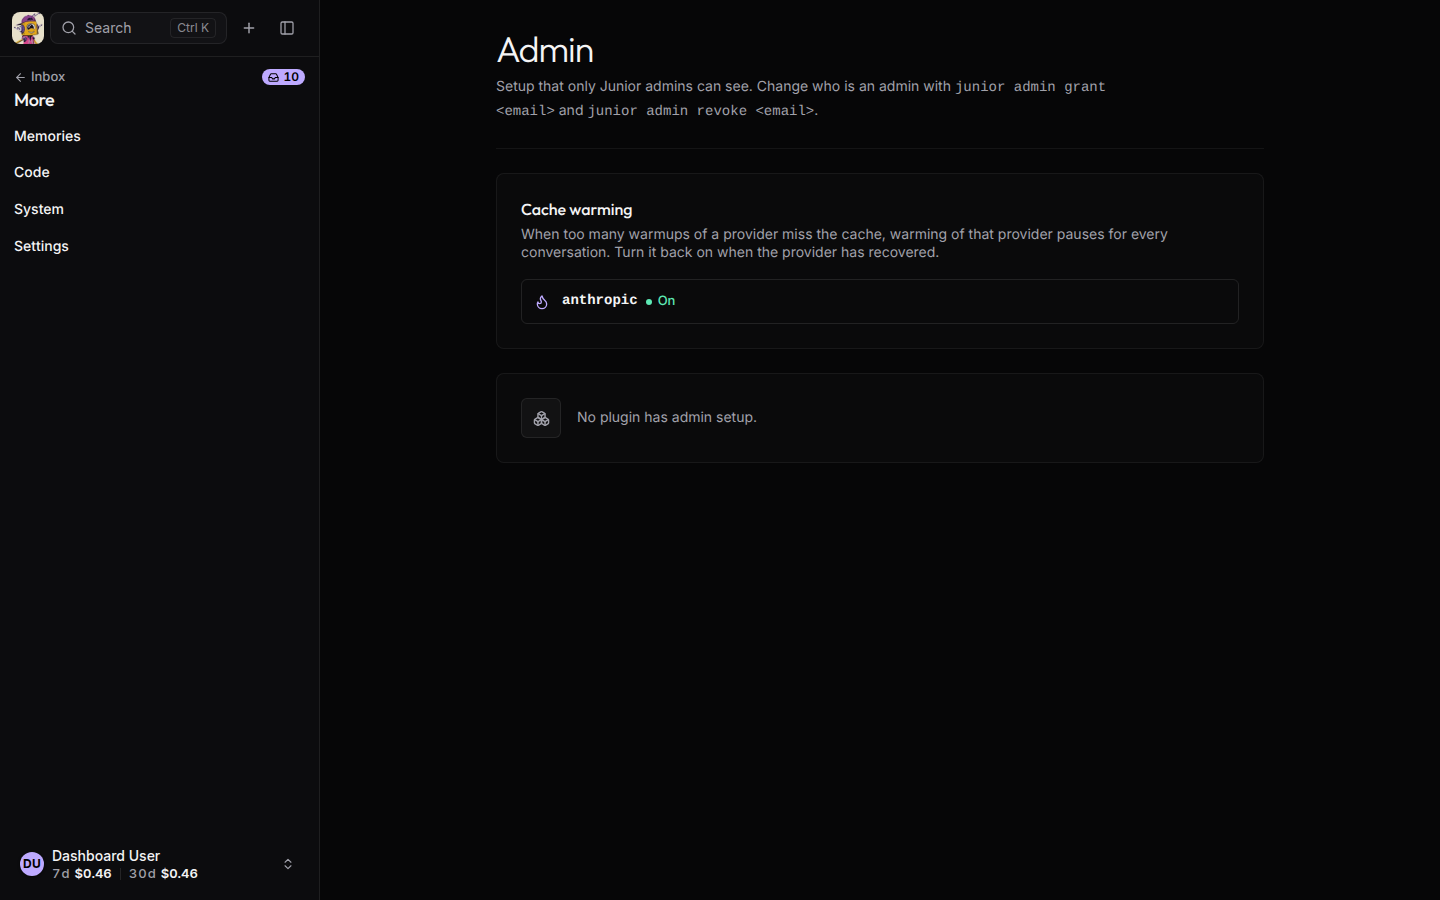 Search
Ctrl K
Inbox
10
More
Memories
Code
System
Settings
Admin
Setup that only Junior admins can see. Change who is an admin with junior admin grant
<email> and junior admin revoke <email>.
Cache warming
When too many warmups of a provider miss the cache, warming of that provider pauses for every
conversation. Turn it back on when the provider has recovered.
anthropic On
No plugin has admin setup.
DU
Dashboard User
7d $0.46 30d $0.46